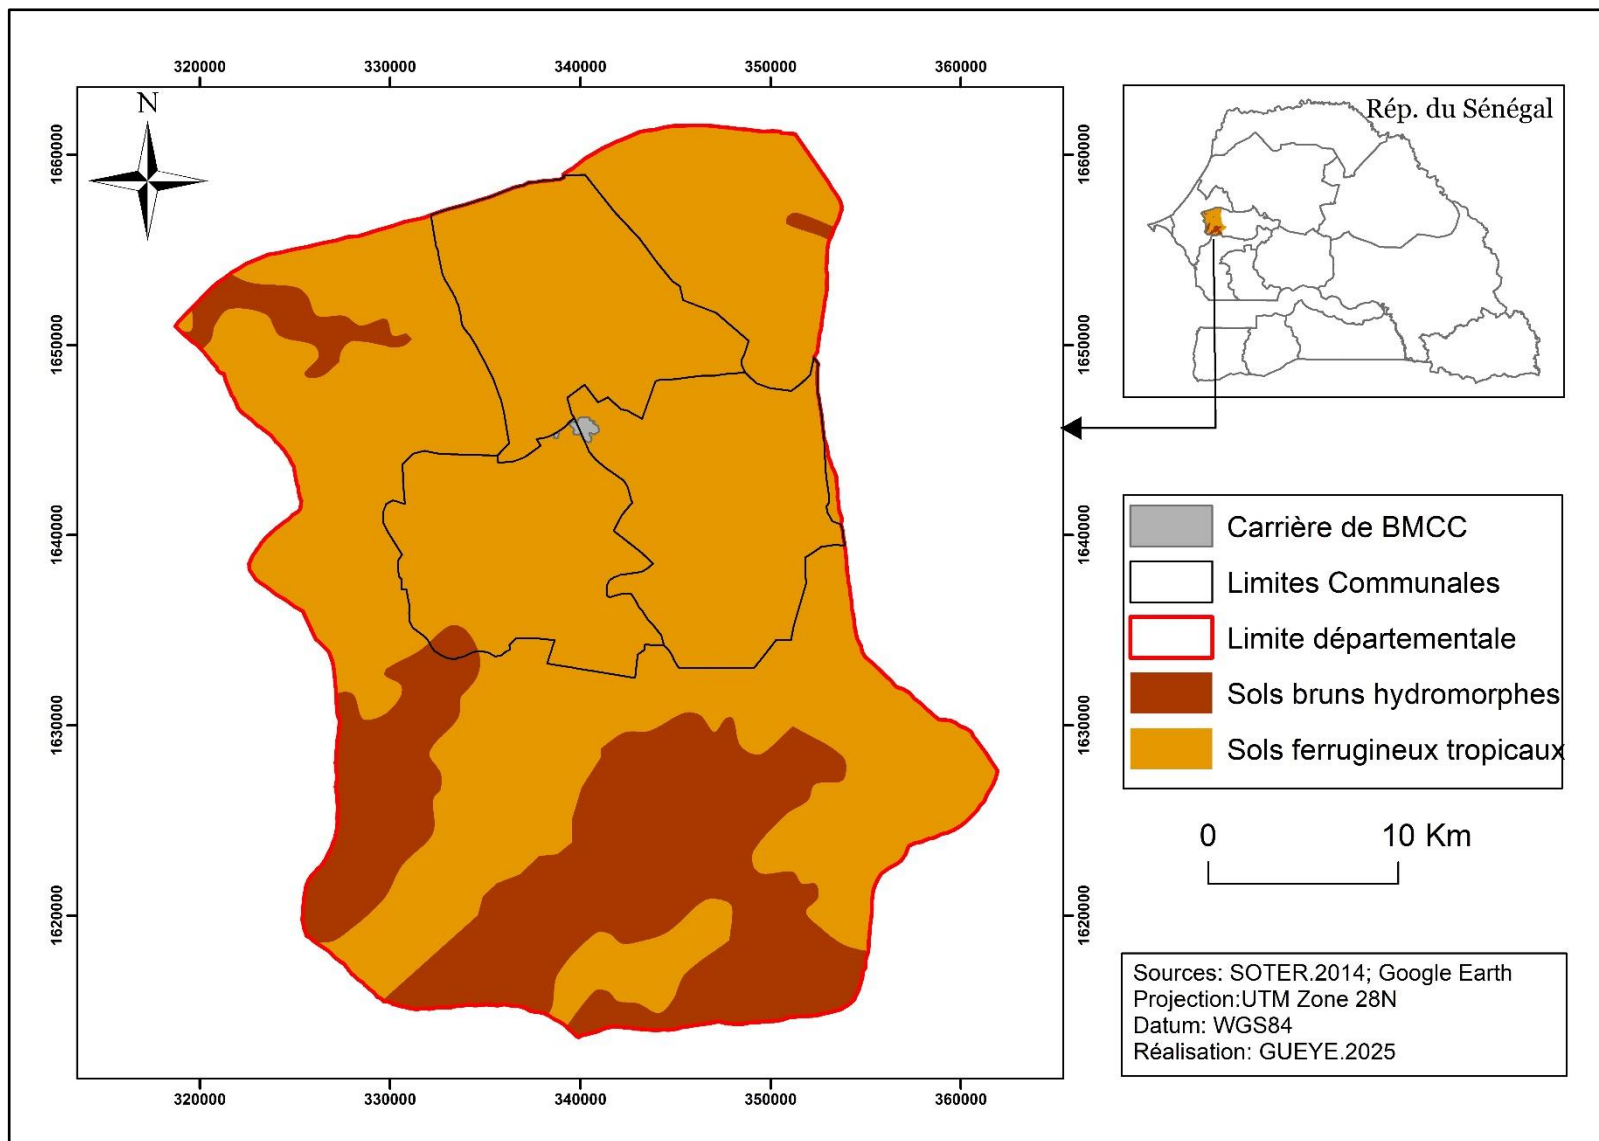 320000 330000 340000 350000 360000
N
1660000
1650000
1640000
1630000
1620000
1660000
1650000
1640000
1630000
1620000
320000 330000 340000 350000 360000
Rép. du Sénégal
Carrière de BMCC
Limites Communales
Limite départementale
Sols bruns hydromorphes
Sols ferrugineux tropicaux
0 10 Km
Sources: SOTER.2014; Google Earth
Projection:UTM Zone 28N
Datum: WGS84
Réalisation: GUEYE.2025